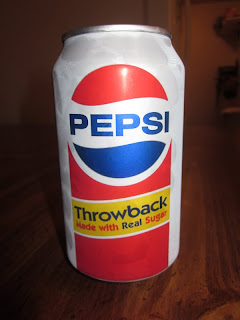 PEPSI
Throwback
Made with Real Sugar